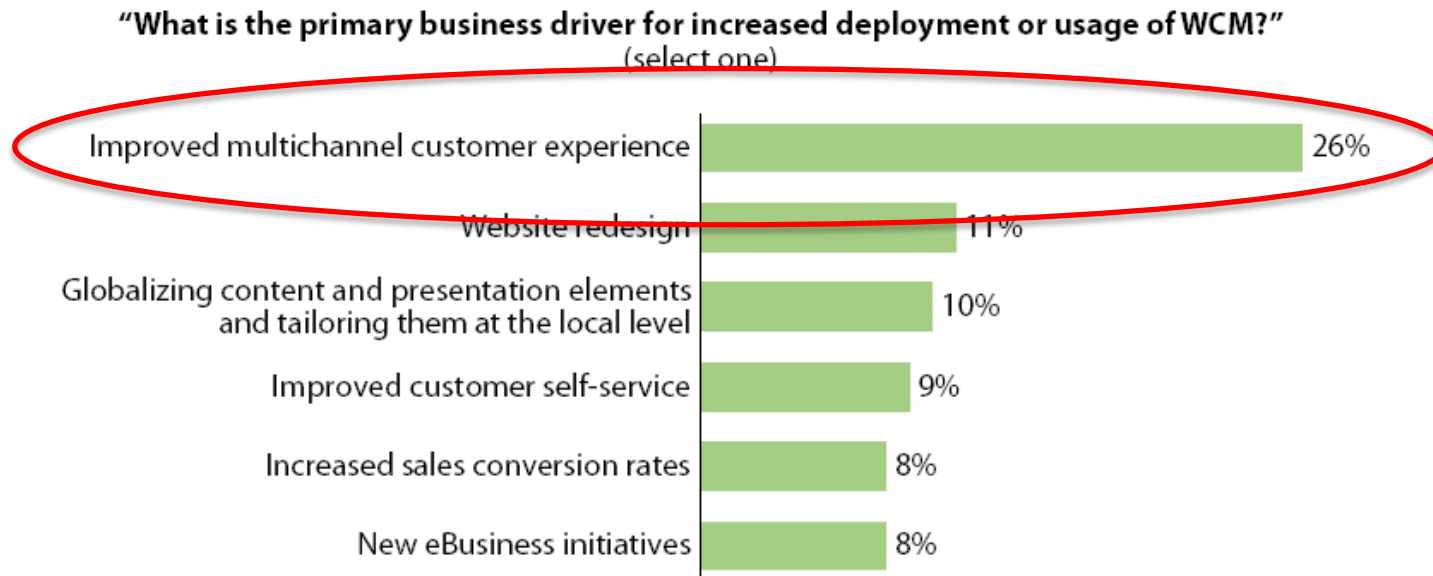 “What is the primary business driver for increased deployment or usage of WCM?”
(select one)
Improved multichannel customer experience 26%
Website redesign 11%
Globalizing content and presentation elements
and tailoring them at the local level 10%
Improved customer self-service 9%
Increased sales conversion rates 8%
New eBusiness initiatives 8%